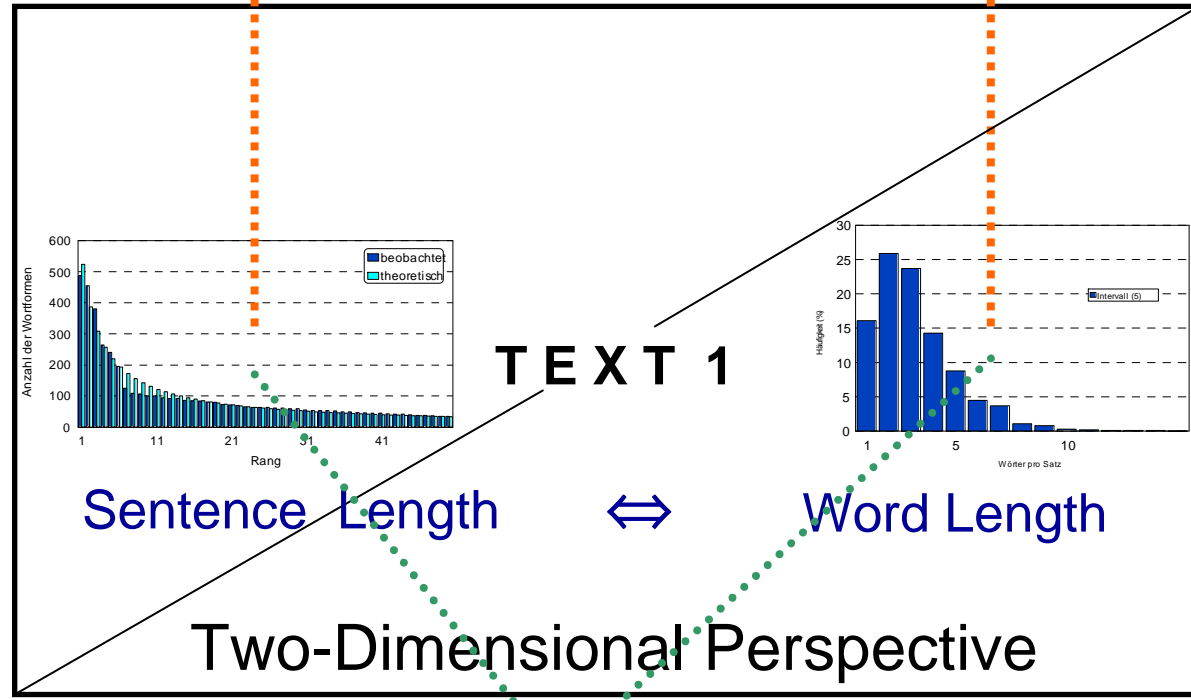 600
500
400
300
200
100
0
Anzahl der Wortformen
beobachtet
theoretisch
1 11 21 31 41
Rang
TEXT 1
30
25
20
15
10
5
0
Häufigkeit (%)
Intervall (5)
1 5 10
Wörter pro Satz
Sentence Length ⇔ Word Length
Two-Dimensional Perspective